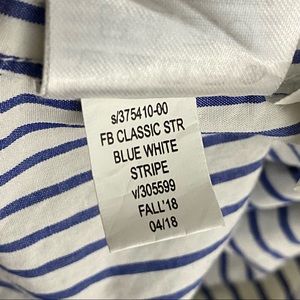 s/375410-00
FB CLASSIC STR
BLUE WHITE
STRIPE
v/305599
FALL'18
04/18